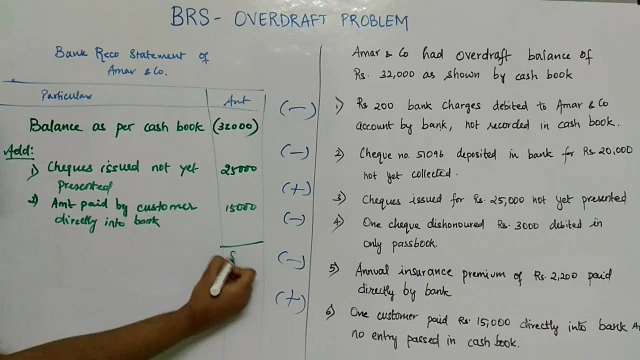 BRS - OVERDRAFT PROBLEM
Bank Reco Statement of
Amar & Co.
Particulars Amt
Balance as per cash book (32000)
Add:
1) Cheques issued not yet 25000
Presented
2) Amt paid by customer 15000
directly into bank
8
(-)
(-)
(+)
(-)
(-)
(+)
Amar & Co had overdraft balance of
Rs. 32,000 as shown by cash book
1) Rs 200 bank charges debited to Amar & Co
account by bank, not recorded in cash book.
2) Cheque no. 51096 deposited in bank for Rs 20,000
not yet collected.
3) Cheques issued for Rs. 25,000 not yet presented
4) One cheque dishonoured Rs. 3000 debited in
only passbook.
5) Annual insurance premium of Rs. 2,200 paid
directly by bank
6) One customer paid Rs 15,000 directly into bank
no entry passed in cash book.